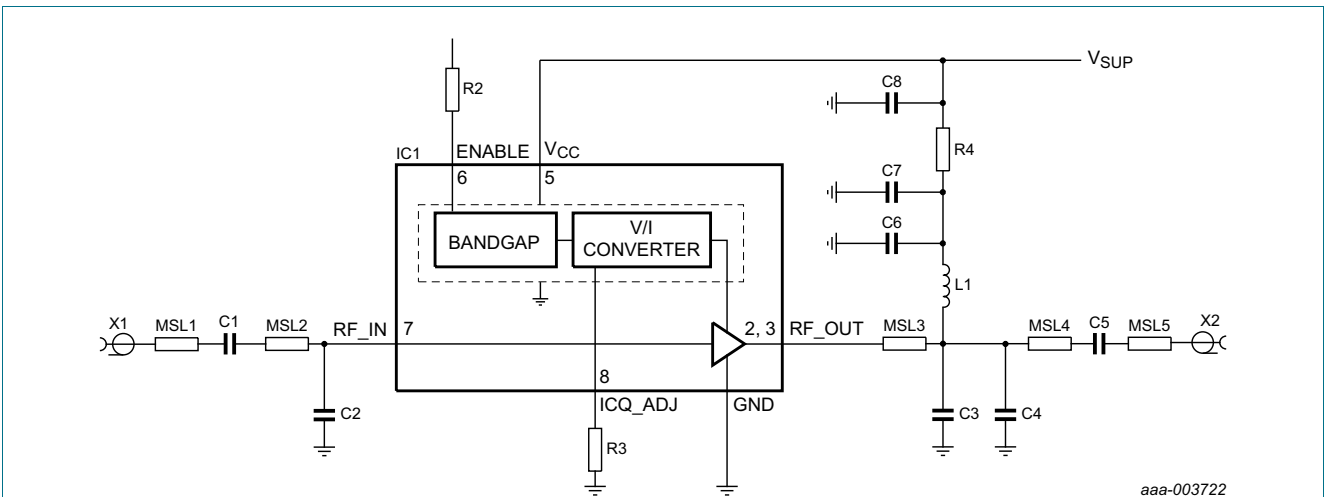 V_SUP
C8
R2
R4
IC1 ENABLE V_CC
6 5
C7
BANDGAP
V/I
CONVERTER
C6
L1
X1 MSL1 C1 MSL2 RF_IN 7 2, 3 RF_OUT MSL3 MSL4 C5 MSL5 X2
8
ICQ_ADJ GND
C2 C3 C4
R3
aaa-003722